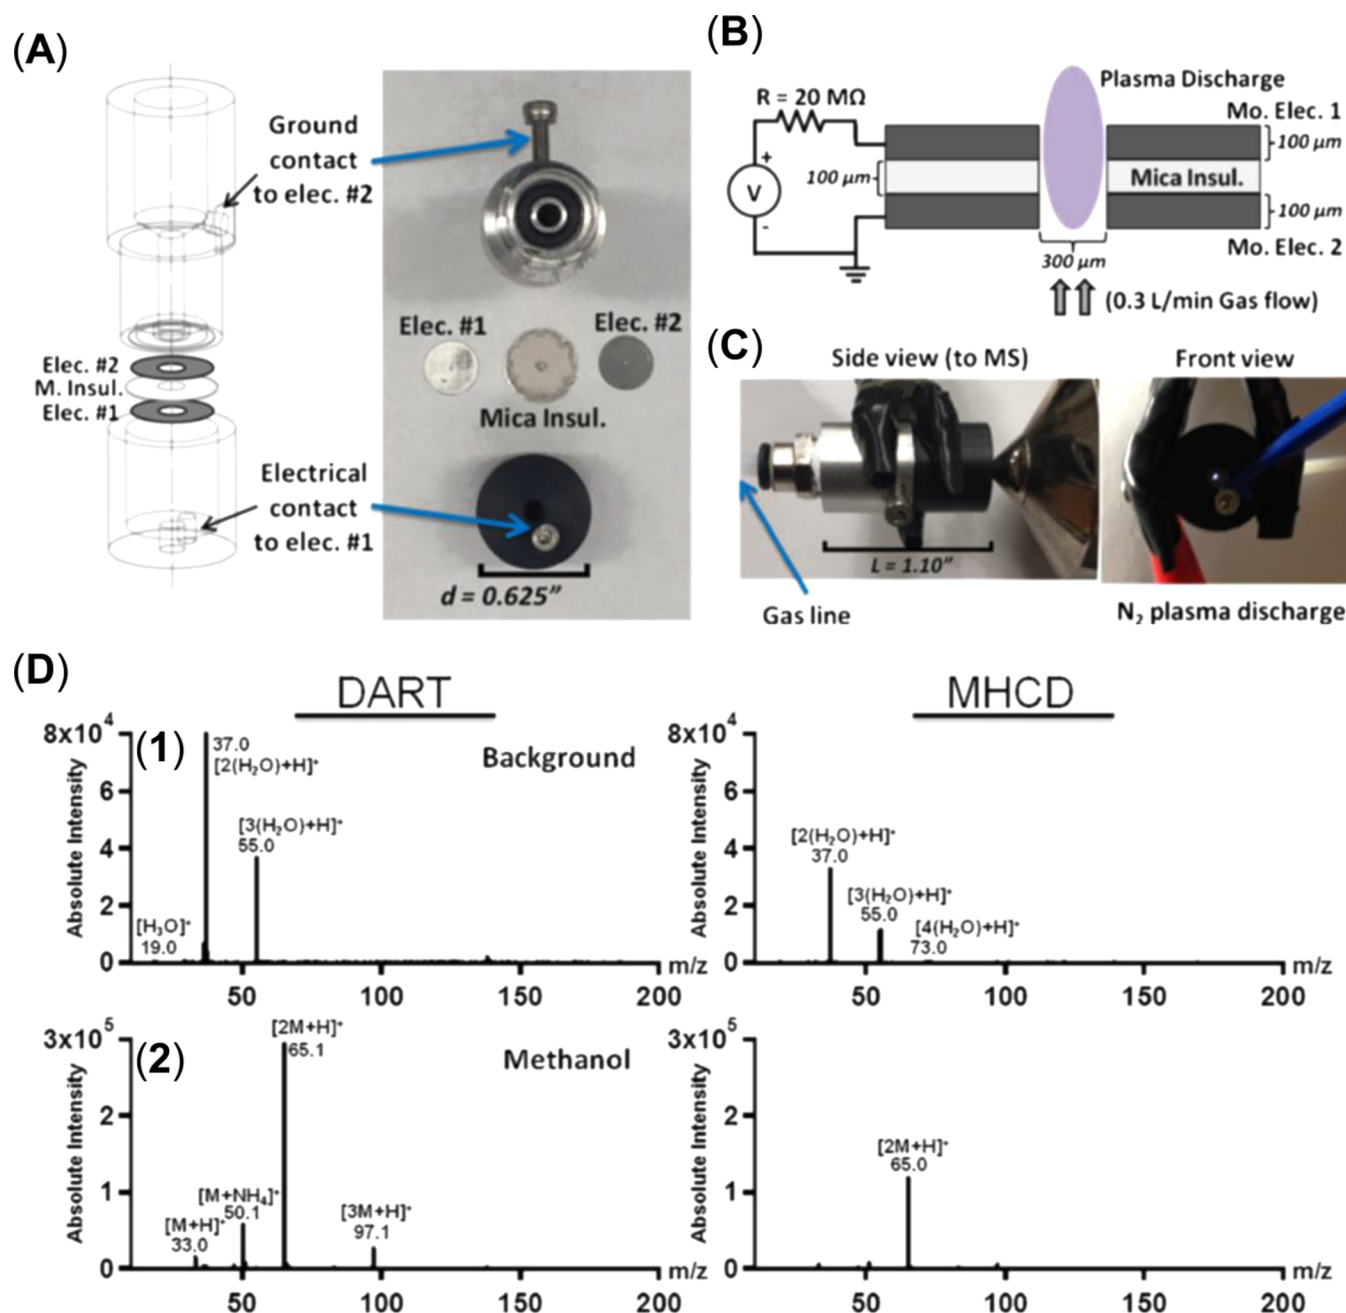 (A)
Ground
contact
to elec. #2
Elec. #2
M. Insul.
Elec. #1
Electrical
contact
to elec. #1
Elec. #1
Elec. #2
Mica Insul.
d = 0.625”
(B)
R = 20 MΩ
+
V
-
100 μm
Plasma Discharge
Mo. Elec. 1
100 μm
Mica Insul.
100 μm
Mo. Elec. 2
300 μm
(0.3 L/min Gas flow)
(C)
Side view (to MS)
Front view
L = 1.10”
Gas line
N₂ plasma discharge
(D)
DART
MHCD
(1)
Background
8x10⁴
6
4
2
0
Absolute Intensity
37.0
[2(H₂O)+H]⁺
[3(H₂O)+H]⁺
55.0
[H₃O]⁺
19.0
50
100
150
200
m/z
8x10⁴
6
4
2
0
Absolute Intensity
[2(H₂O)+H]⁺
37.0
[3(H₂O)+H]⁺
55.0
[4(H₂O)+H]⁺
73.0
50
100
150
200
m/z
(2)
Methanol
3x10⁵
2
1
0
Absolute Intensity
[2M+H]⁺
65.1
[M+NH₄]⁺
50.1
[M+H]⁺
33.0
[3M+H]⁺
97.1
50
100
150
200
m/z
3x10⁵
2
1
0
Absolute Intensity
[2M+H]⁺
65.0
50
100
150
200
m/z